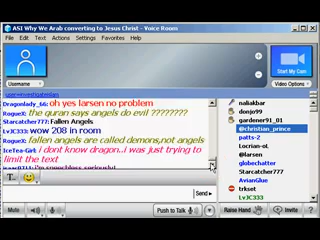 ASI Why We Arab converting to Jesus Christ - Voice Room
File Edit Text Actions Settings Favorites Help
Username
Start My Cam
Video Options
Dragonlady_66: oh yes larsen no problem
RogueX: the quran says angels do evil ????????
Starcatcher777: Fallen Angels
LvJC333: wow 208 in room
RogueX: fallen angels are called demons,not angels
IceTea-Girl: i dont know dragon..i was just trying to
limit the text
naliakbar
donjo99
gardener91_01
@christian_prince
patts-2
Locrian-oL
@larsen
globechatter
Starcatcher777
AvianGlue
trkset
LvJC333
T
Send
Push to Talk
Raise Hand
Invite